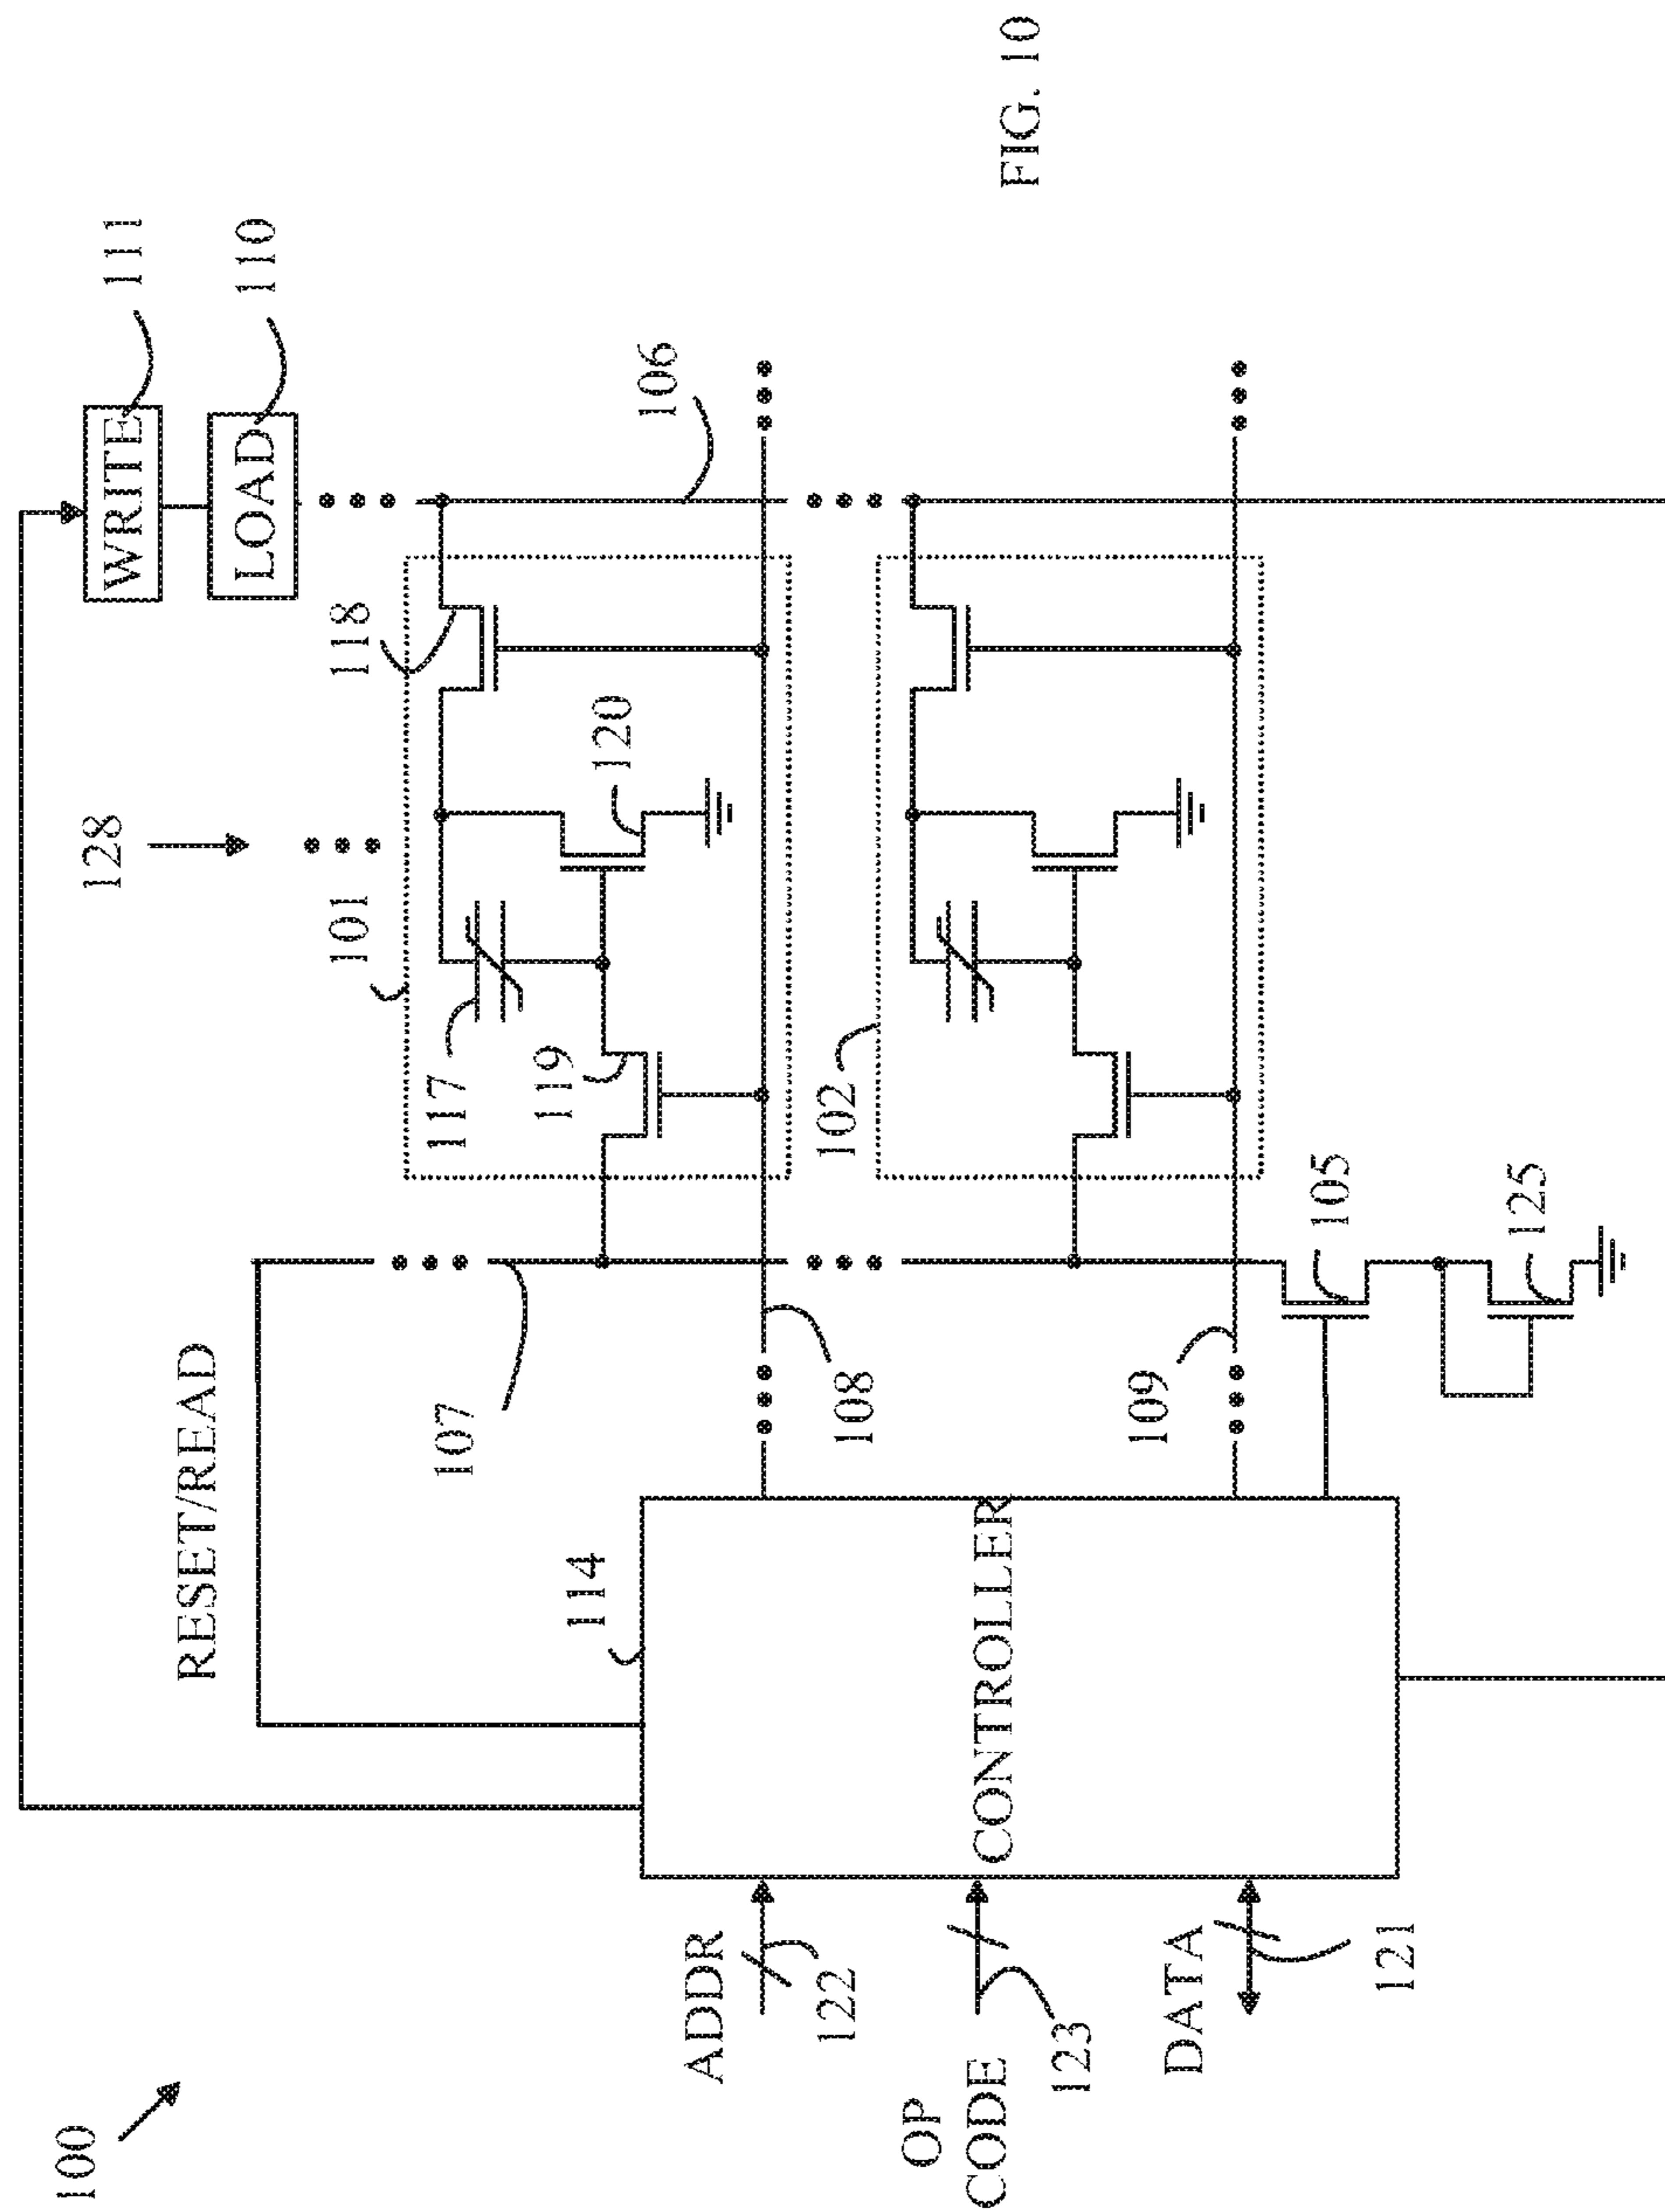 100
128
WRITE
111
LOAD
110
RESET/READ
101
118
106
107
117
119
120
114
ADDR
122
108
102
OP
CODE
123
CONTROLLER
DATA
121
109
105
125
FIG. 10